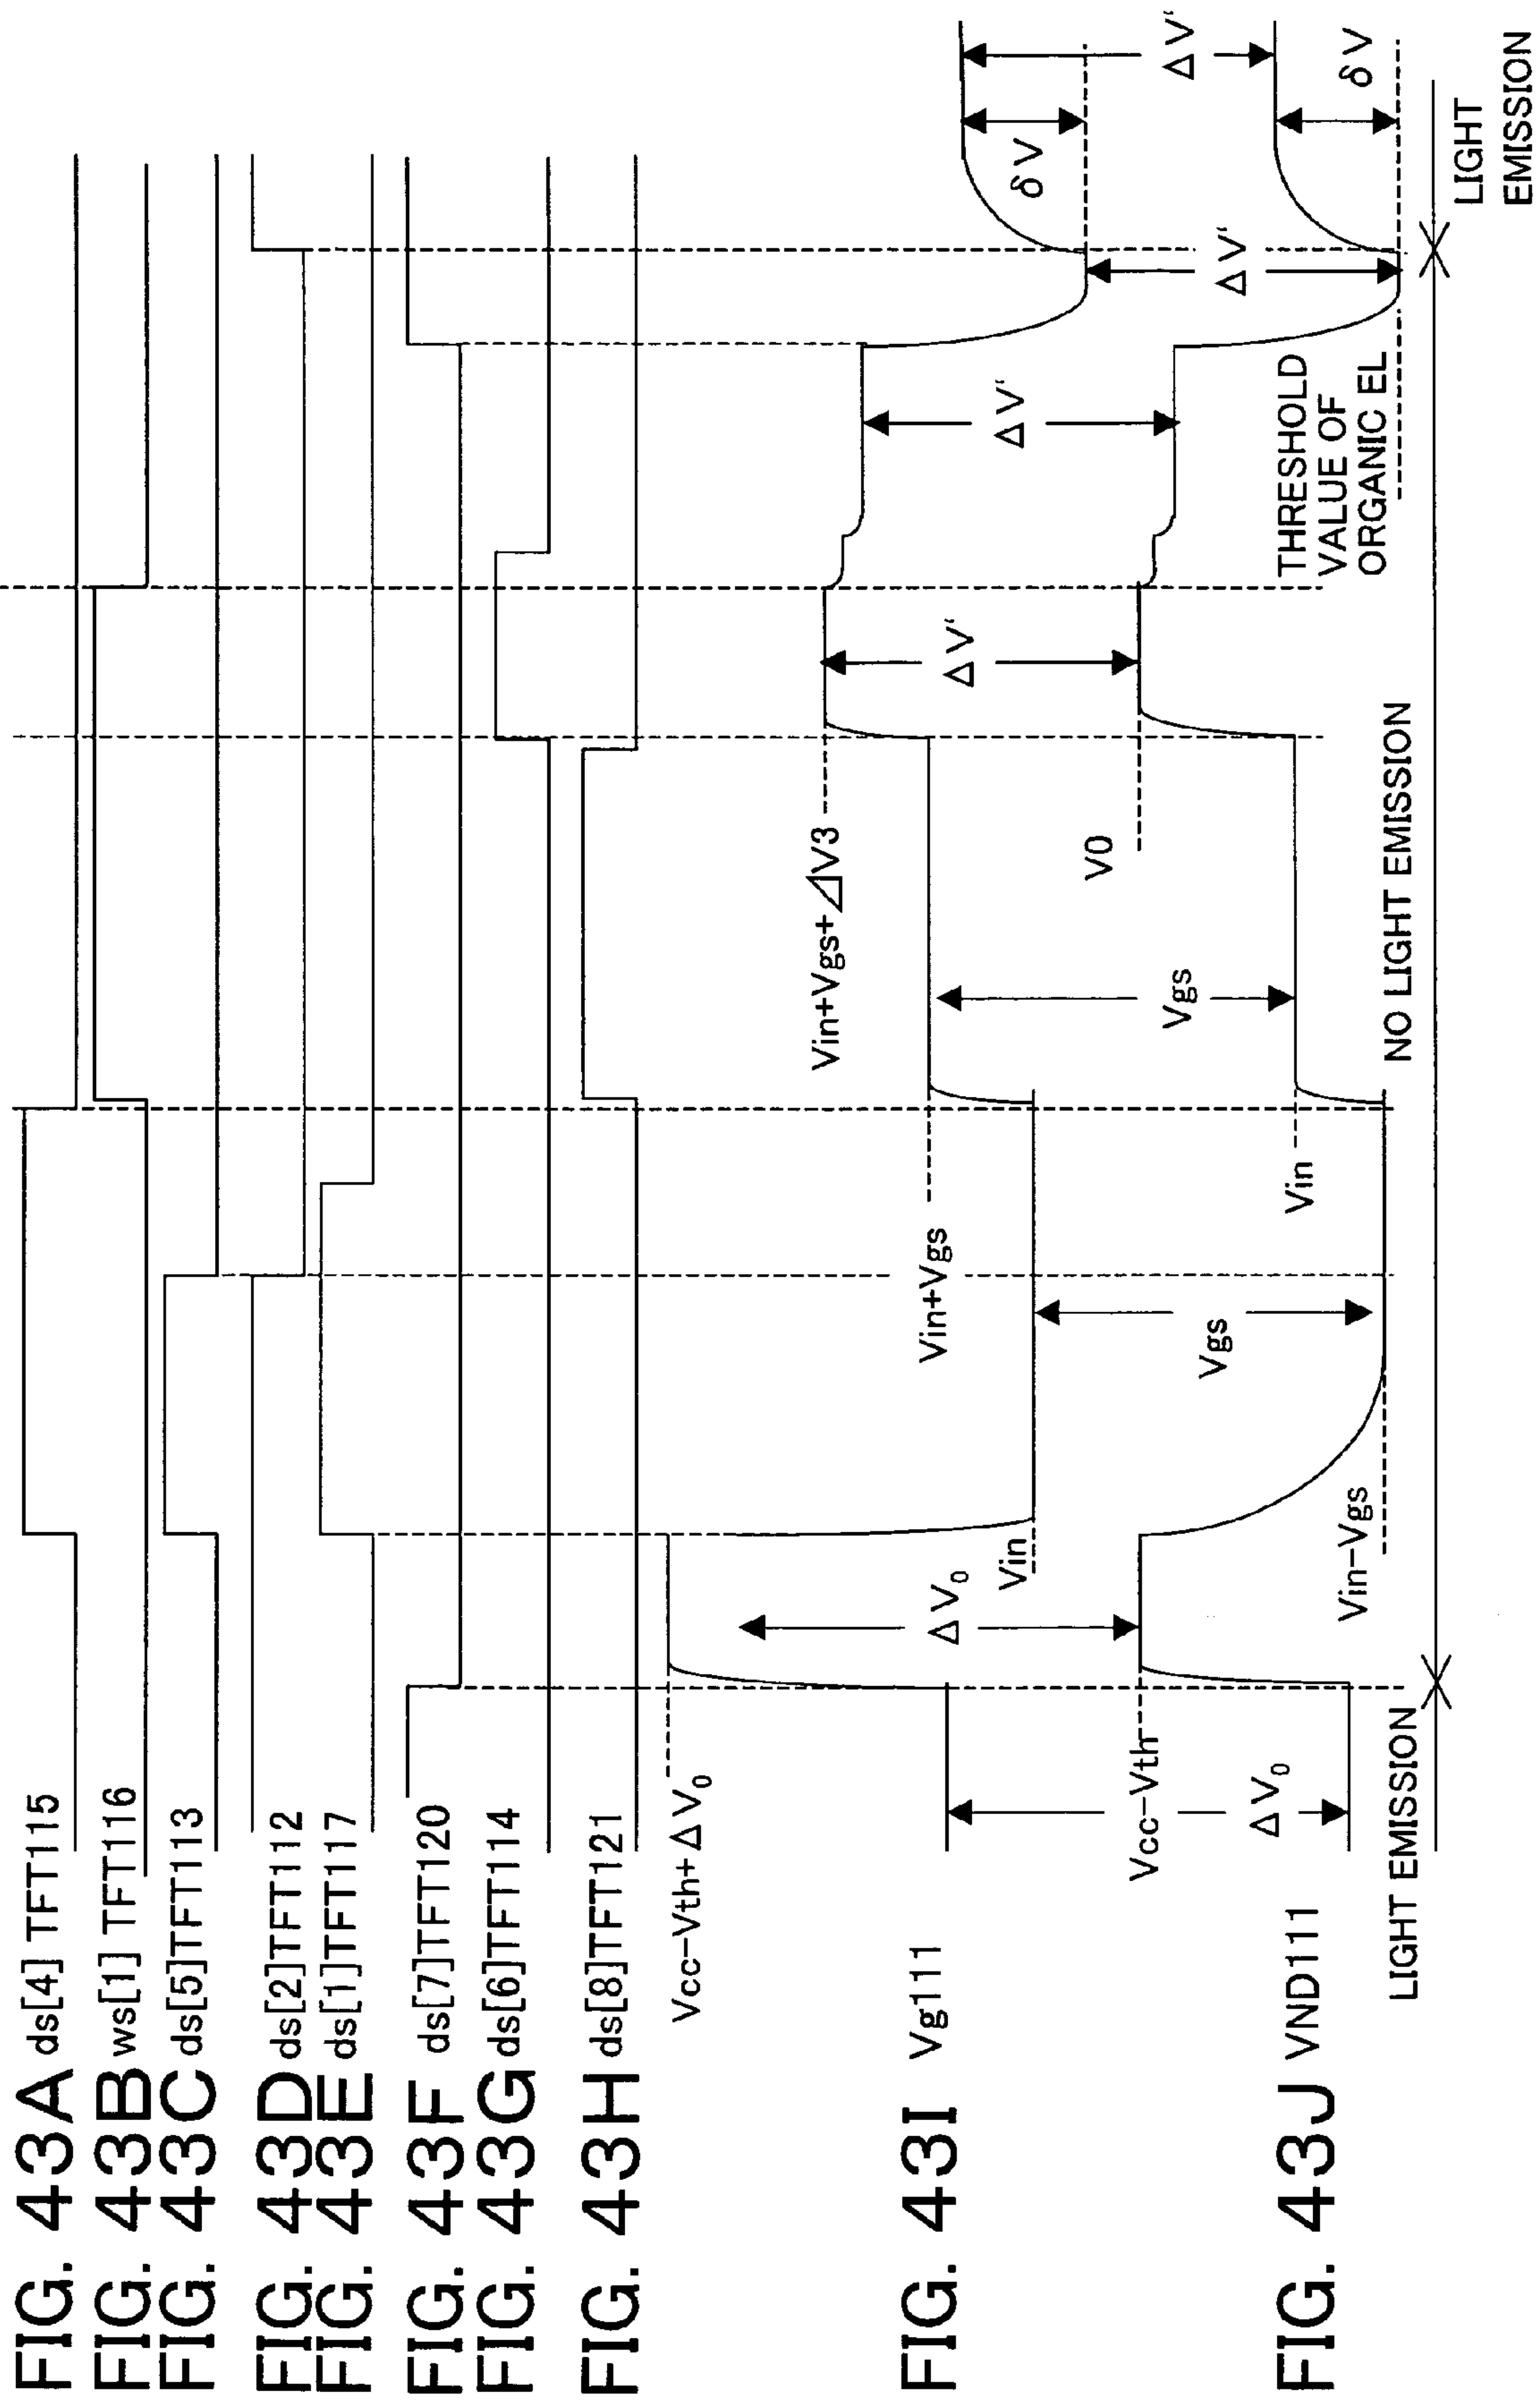 FIG. 43A ds[4] TFT115
FIG. 43B ws[1] TFT116
FIG. 43C ds[5]TFT113
FIG. 43D ds[2]TFT112
FIG. 43E ds[1]TFT117
FIG. 43F ds[7]TFT120
FIG. 43G ds[6]TFT114
FIG. 43H ds[8]TFT121
Vcc-Vth+ΔV0
FIG. 43I Vg111
ΔV0
Vin
Vin+Vgs
Vin+Vgs+ΔV3
Vgs
Vgs
ΔV'
ΔV'
ΔV'
δV
ΔV'
FIG. 43J VND111
Vcc-Vth
ΔV0
Vin-Vgs
Vin
V0
THRESHOLD
VALUE OF
ORGANIC EL
δV
LIGHT EMISSION
NO LIGHT EMISSION
LIGHT
EMISSION